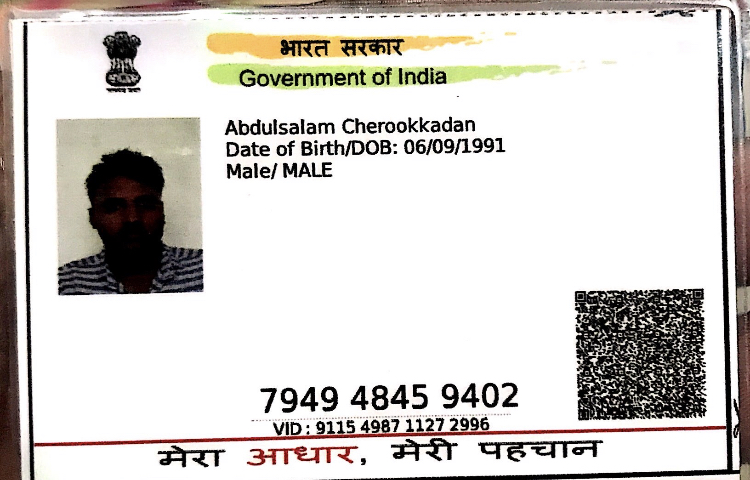 भारत सरकार
Government of India
Abdulsalam Cherookkadan
Date of Birth/DOB: 06/09/1991
Male/ MALE
7949 4845 9402
VID : 9115 4987 1127 2996
मेरा आधार, मेरी पहचान